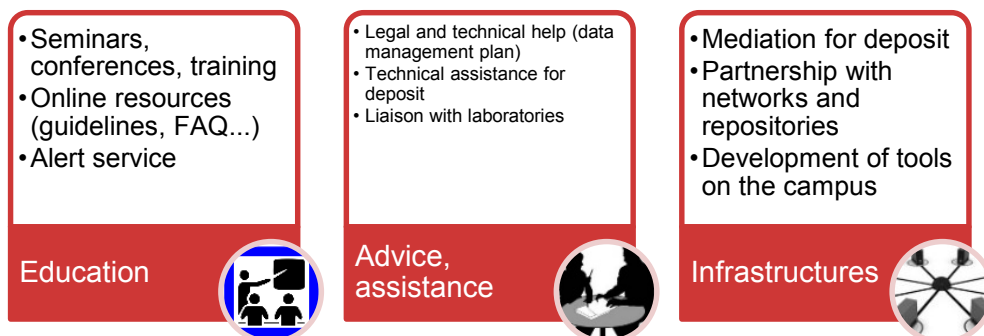 •Seminars,
conferences, training
•Online resources
(guidelines, FAQ...)
•Alert service
Education
• Legal and technical help (data
management plan)
• Technical assistance for
deposit
• Liaison with laboratories
Advice,
assistance
•Mediation for deposit
•Partnership with
networks and
repositories
•Development of tools
on the campus
Infrastructures